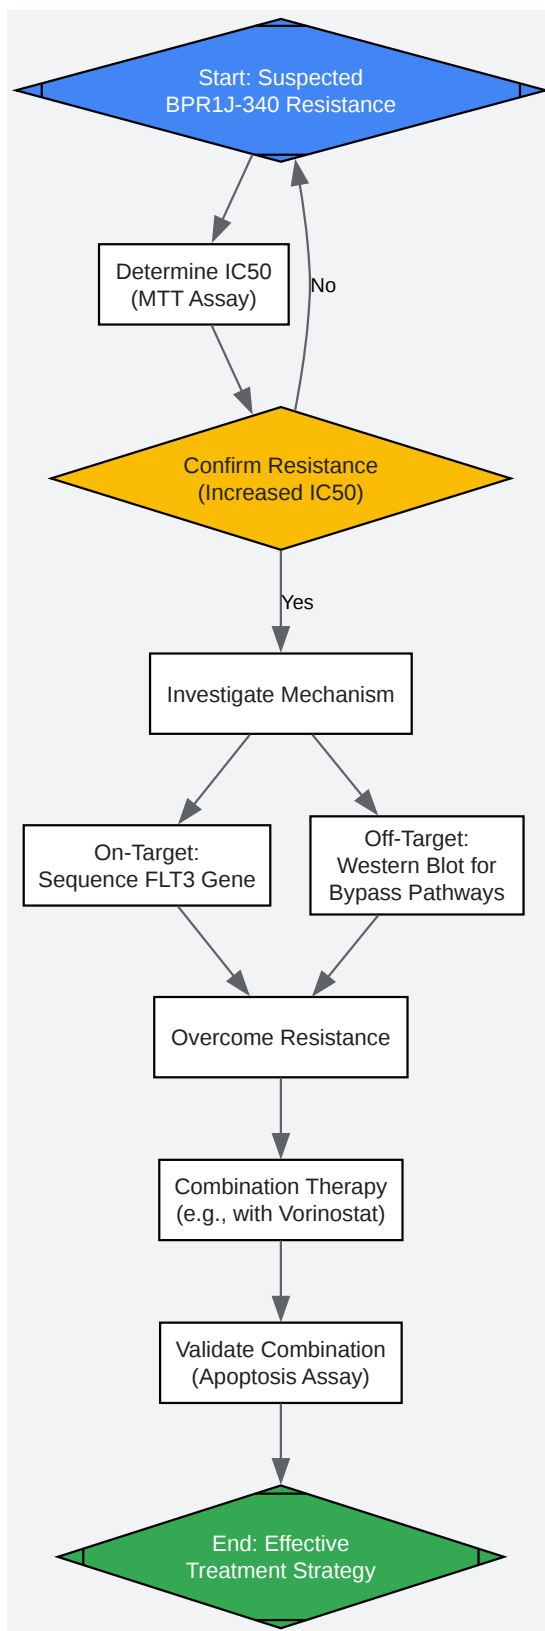 Start: Suspected
BPR1J-340 Resistance
Determine IC50
(MTT Assay)
No
Confirm Resistance
(Increased IC50)
Yes
Investigate Mechanism
On-Target:
Sequence FLT3 Gene
Off-Target:
Western Blot for
Bypass Pathways
Overcome Resistance
Combination Therapy
(e.g., with Vorinostat)
Validate Combination
(Apoptosis Assay)
End: Effective
Treatment Strategy